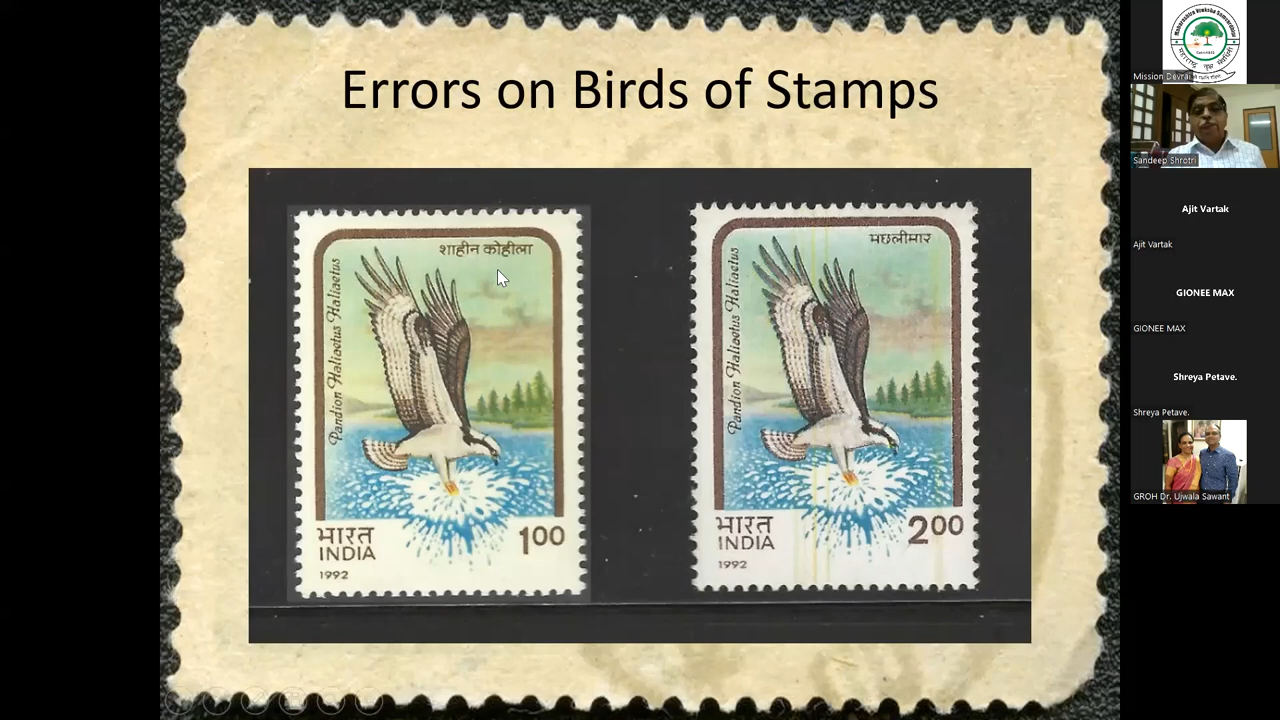 Errors on Birds of Stamps
शाहीन कोहीला
Pandion Haliaetus Haliaetus
भारत
INDIA
1992
1.00
मछलीमार
Pandion Haliaetus Haliaetus
भारत
INDIA
1992
2.00
Mission Devrai
Sandeep Shrotri
Ajit Vartak
Ajit Vartak
GIONEE MAX
GIONEE MAX
Shreya Petave.
Shreya Petave.
GROH Dr. Ujwala Sawant